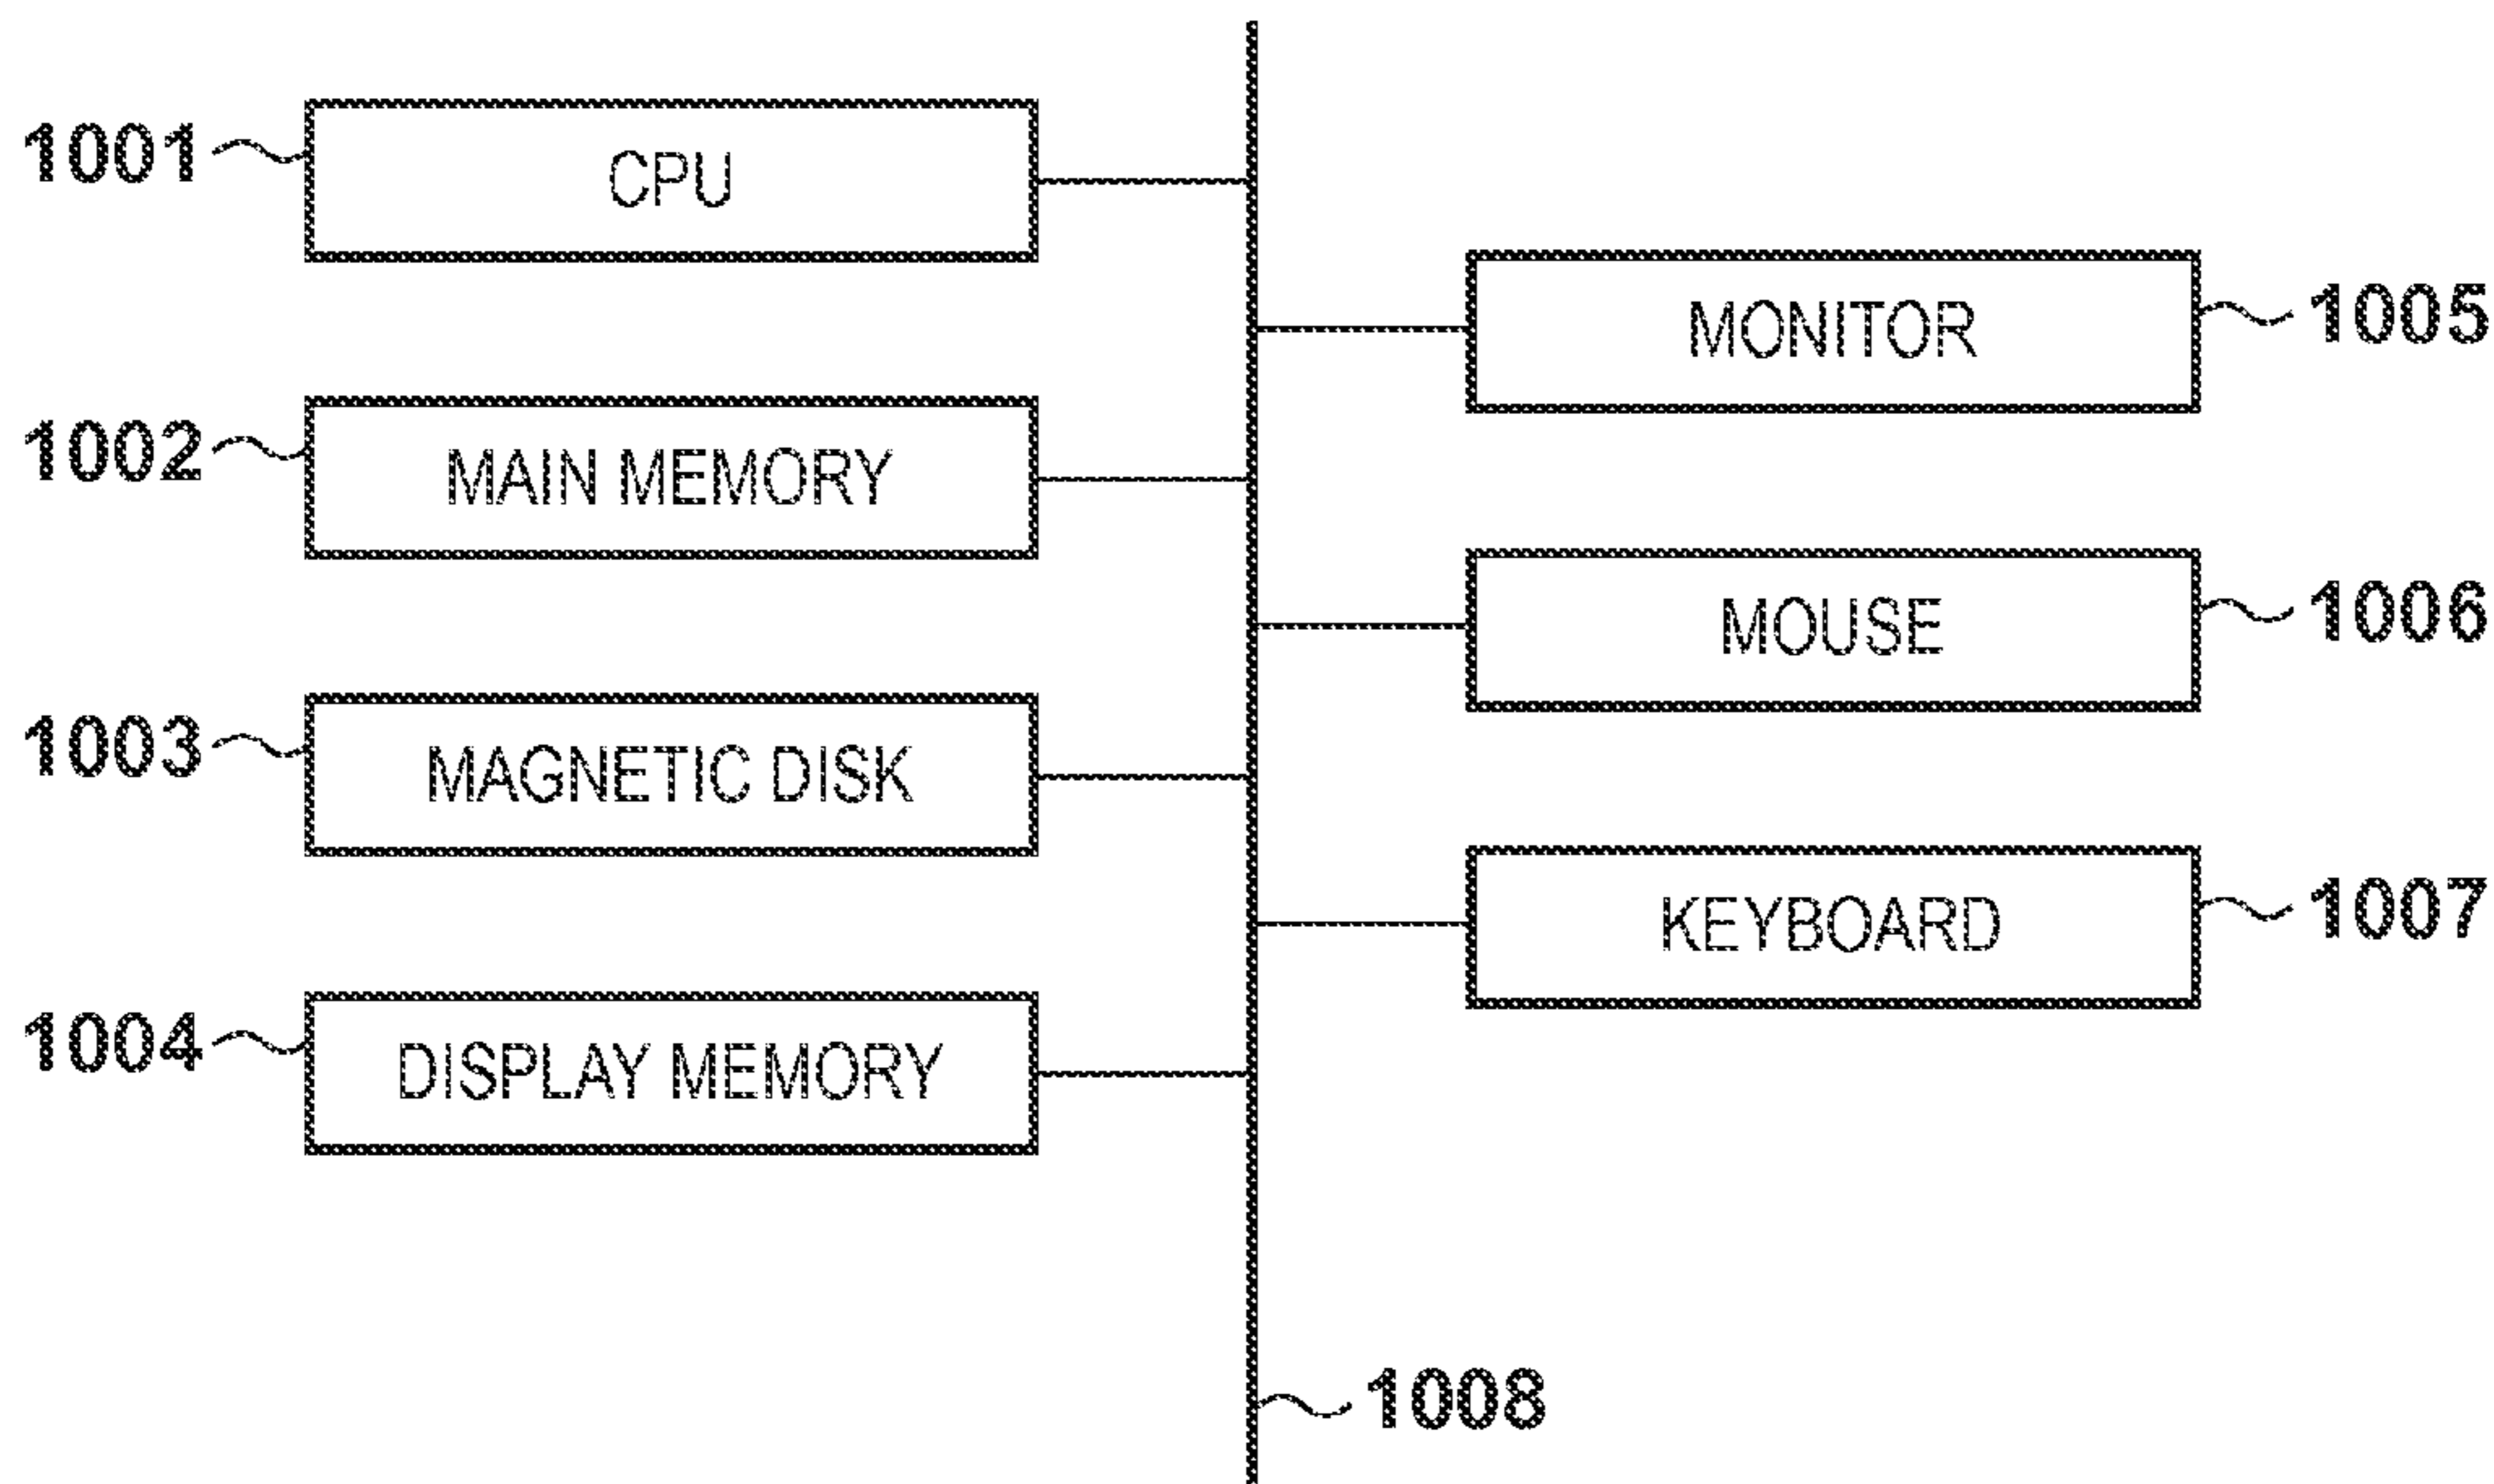 1001 CPU
MONITOR 1005
1002 MAIN MEMORY
MOUSE 1006
1003 MAGNETIC DISK
KEYBOARD 1007
1004 DISPLAY MEMORY
1008